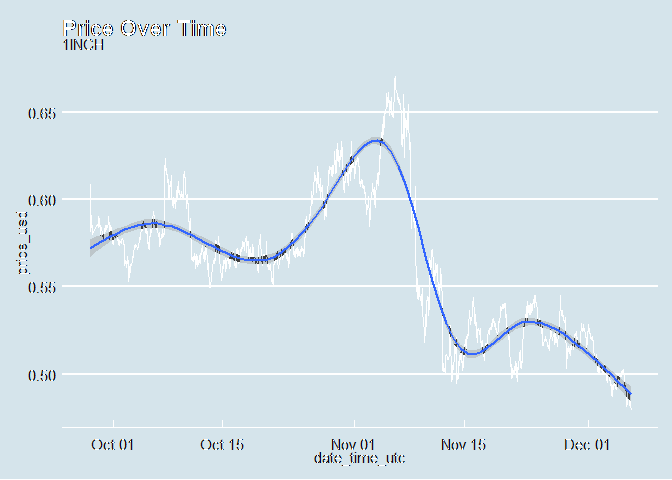 Price Over Time
1INCH
0.65
0.60
0.55
0.50
price_usd
Oct 01 Oct 15 Nov 01 Nov 15 Dec 01
date_time_utc